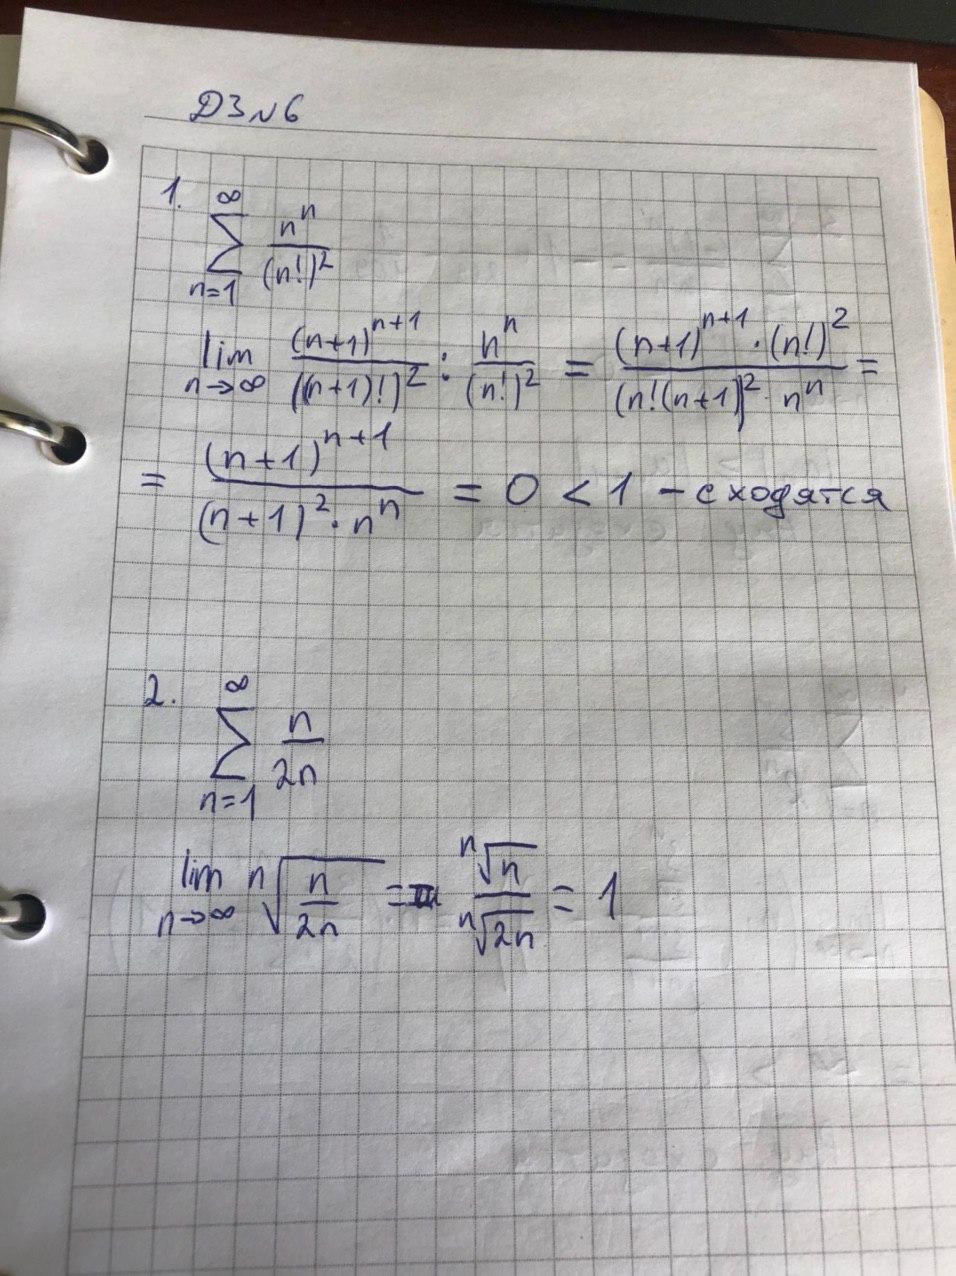 ДЗ №6
1. \sum_{n=1}^{\infty} \frac{n^n}{(n!)^2}
\lim_{n \to \infty} \frac{(n+1)^{n+1}}{((n+1)!)^2} : \frac{n^n}{(n!)^2} = \frac{(n+1)^{n+1} \cdot (n!)^2}{(n!(n+1))^2 \cdot n^n} =
= \frac{(n+1)^{n+1}}{(n+1)^2 \cdot n^n} = 0 < 1 - сходятся
2. \sum_{n=1}^{\infty} \frac{n}{2n}
\lim_{n \to \infty} \sqrt[n]{\frac{n}{2n}} = \frac{\sqrt[n]{n}}{\sqrt[n]{2n}} = 1